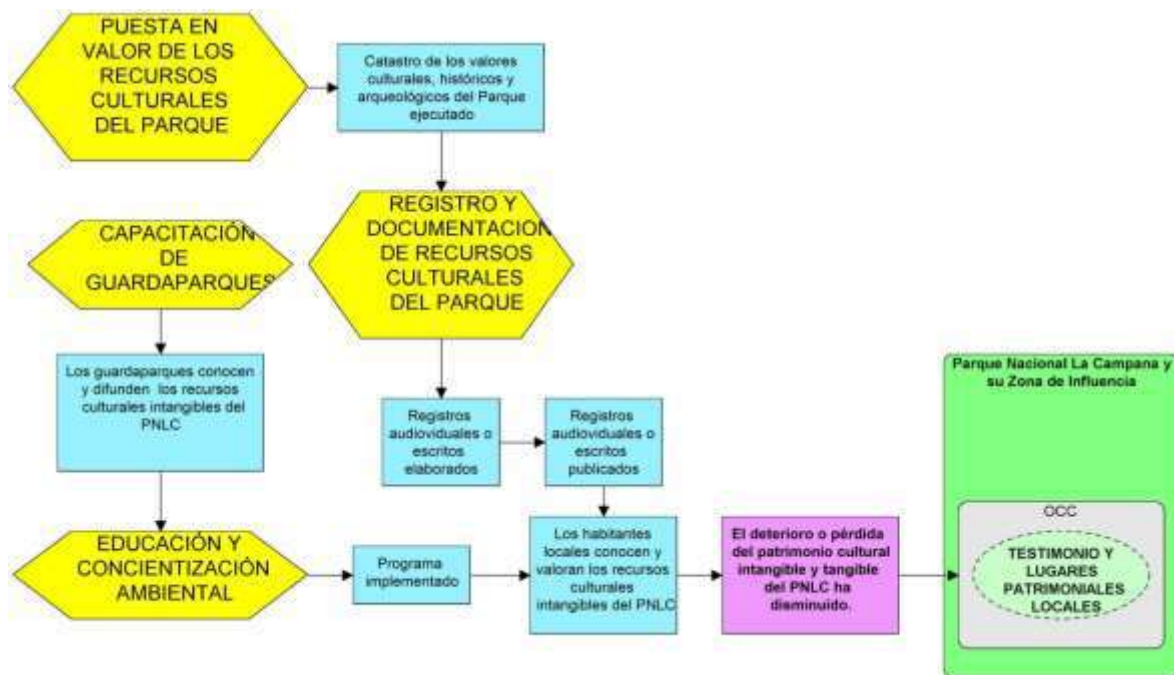 PUESTA EN
VALOR DE LOS
RECURSOS
CULTURALES
DEL PARQUE
Catastro de los valores
culturales, históricos y
arqueológicos del Parque
ejecutado
REGISTRO Y
DOCUMENTACIÓN
DE RECURSOS
CULTURALES
DEL PARQUE
CAPACITACIÓN
DE
GUARDAPARQUES
Los guardaparques conocen
y difunden los recursos
culturales intangibles del
PNLC
Registros
audioviduales o
escritos
elaborados
Registros
audioviduales o
escritos
publicados
EDUCACIÓN Y
CONCIENTIZACIÓN
AMBIENTAL
Programa
implementado
Los habitantes
locales conocen y
valoran los recursos
culturales
intangibles del PNLC
El deterioro o pérdida
del patrimonio cultural
intangible y tangible
del PNLC ha
disminuido.
Parque Nacional La Campana y
su Zona de Influencia
OCC
TESTIMONIO Y
LUGARES
PATRIMONIALES
LOCALES